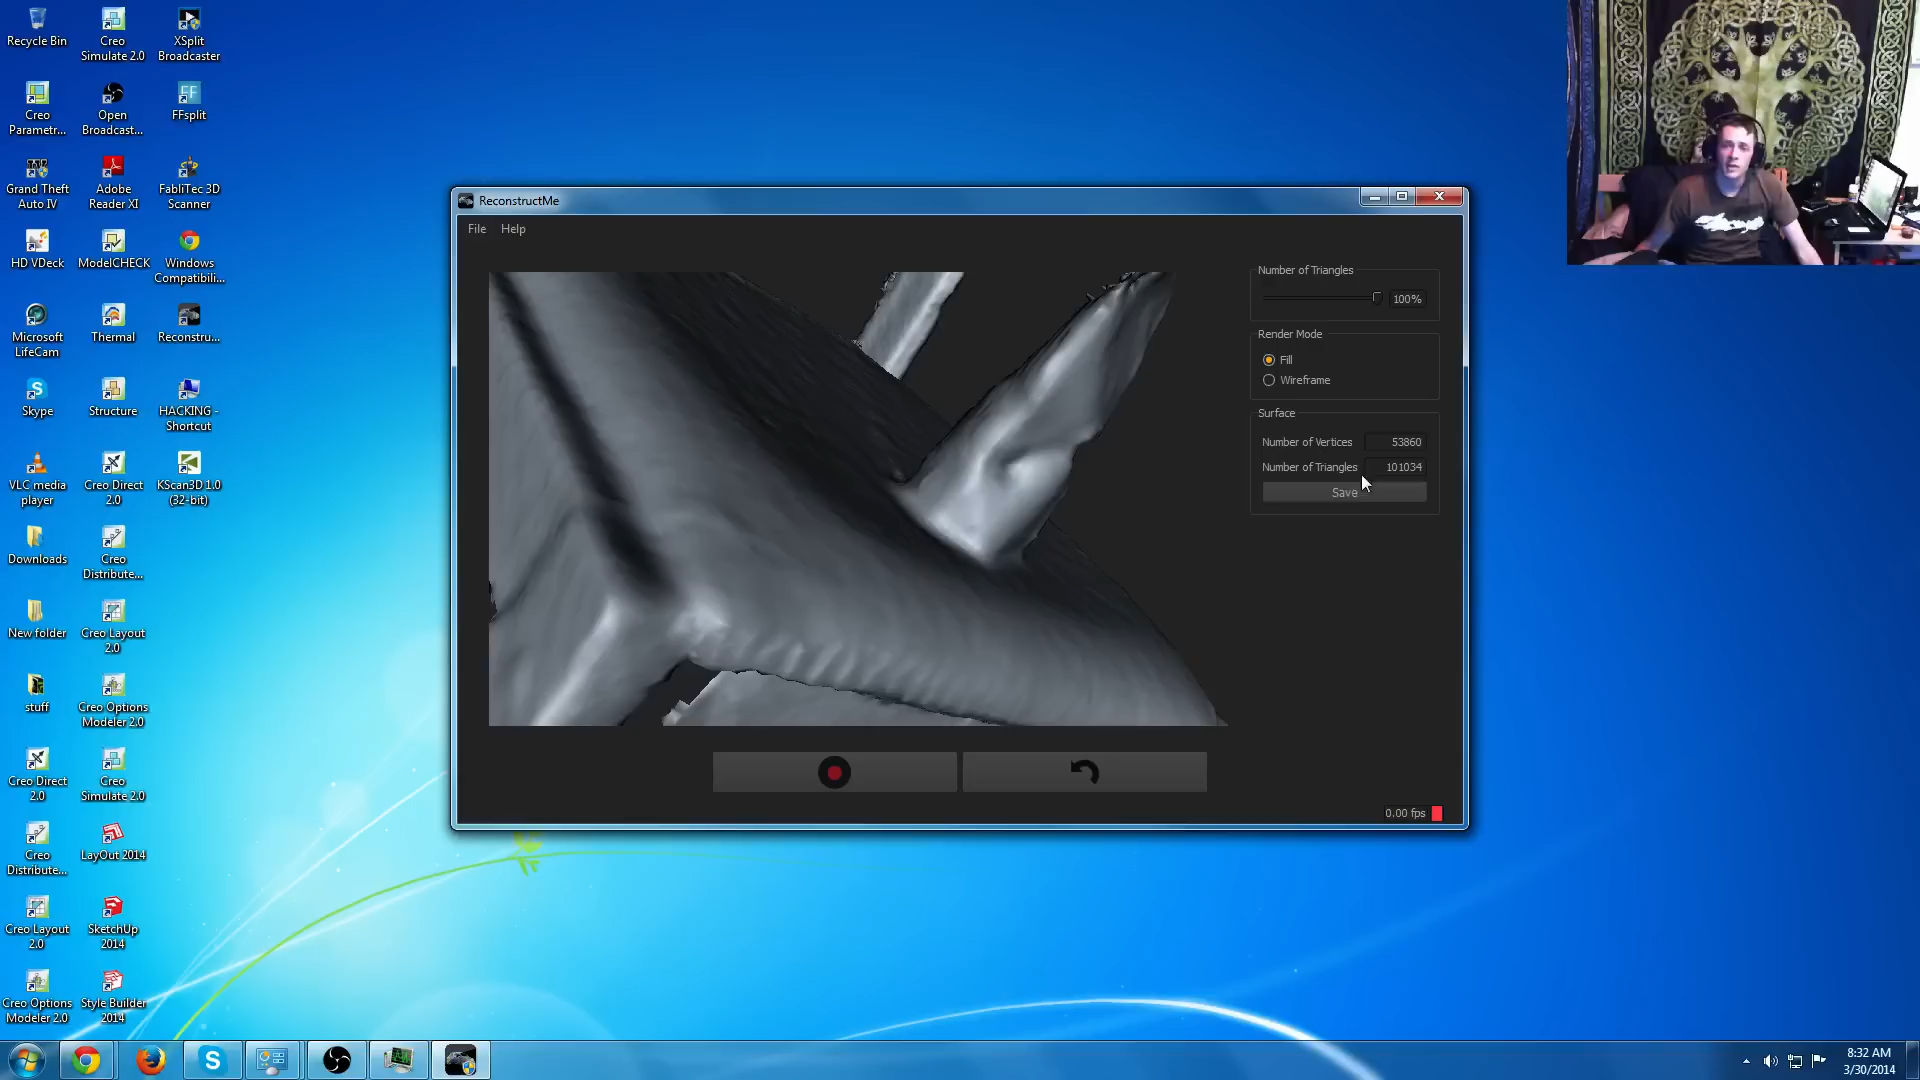 Recycle Bin
Creo
Simulate 2.0
XSplit
Broadcaster
Creo
Parametr...
Open
Broadcast...
FF
FFsplit
Grand Theft
Auto IV
Adobe
Reader XI
FabliTec 3D
Scanner
HD VDeck
ModelCHECK
Windows
Compatibili...
Microsoft
LifeCam
Thermal
Reconstru...
Skype
Structure
HACKING -
Shortcut
VLC media
player
Creo Direct
2.0
KScan3D 1.0
(32-bit)
Downloads
Creo
Distribute...
New folder
Creo Layout
2.0
stuff
Creo Options
Modeler 2.0
Creo Direct
2.0
Creo
Simulate 2.0
Creo
Distribute...
LayOut 2014
Creo Layout
2.0
SketchUp
2014
Creo Options
Modeler 2.0
Style Builder
2014
ReconstructMe
File Help
Number of Triangles
100%
Render Mode
Fill
Wireframe
Surface
Number of Vertices 53860
Number of Triangles 101034
Save
0.00 fps
8:32 AM
3/30/2014